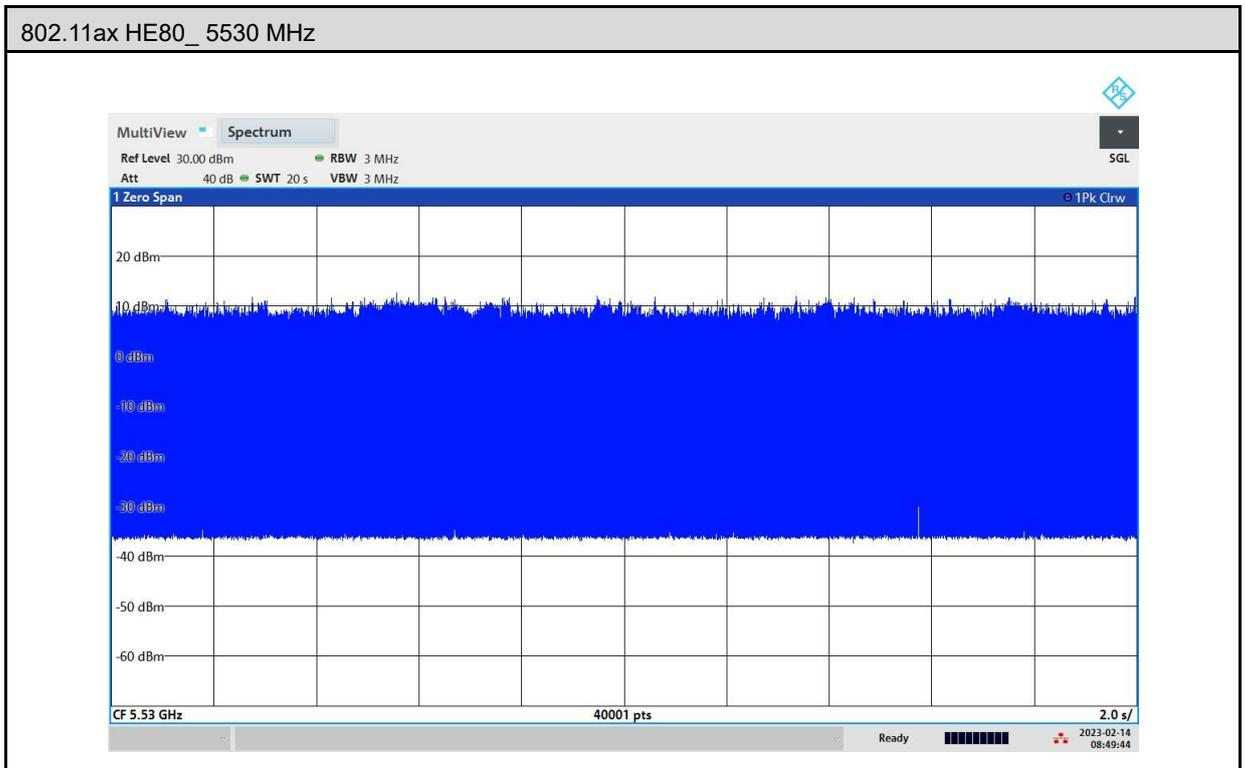 802.11ax HE80_ 5530 MHz
R&S
MultiView Spectrum
Ref Level 30.00 dBm RBW 3 MHz SGL
Att 40 dB SWT 20 s VBW 3 MHz
1 Zero Span 1Pk Clrw
20 dBm
10 dBm
0 dBm
-10 dBm
-20 dBm
-30 dBm
-40 dBm
-50 dBm
-60 dBm
CF 5.53 GHz 40001 pts 2.0 s/
Ready 2023-02-14
08:49:44